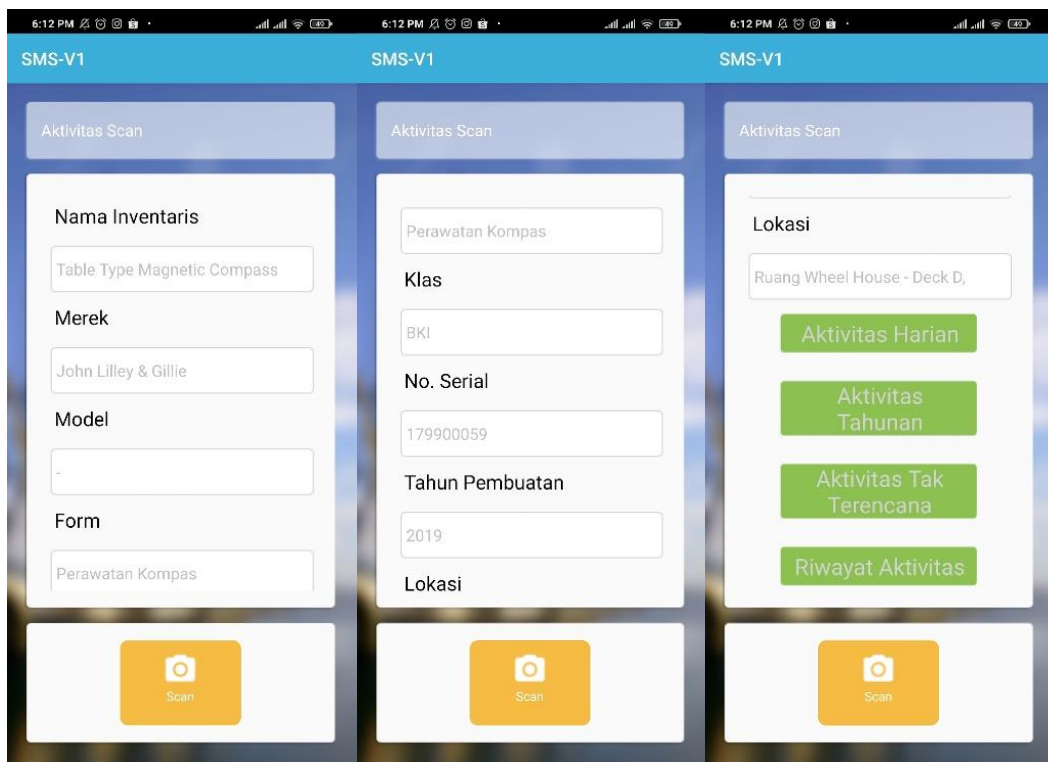 6:12 PM
49
SMS-V1
Aktivitas Scan
Nama Inventaris
Table Type Magnetic Compass
Merek
John Lilley & Gillie
Model
-
Form
Perawatan Kompas
Scan
6:12 PM
49
SMS-V1
Aktivitas Scan
Perawatan Kompas
Klas
BKI
No. Serial
179900059
Tahun Pembuatan
2019
Lokasi
Scan
6:12 PM
49
SMS-V1
Aktivitas Scan
Lokasi
Ruang Wheel House - Deck D,
Aktivitas Harian
Aktivitas
Tahunan
Aktivitas Tak
Terencana
Riwayat Aktivitas
Scan